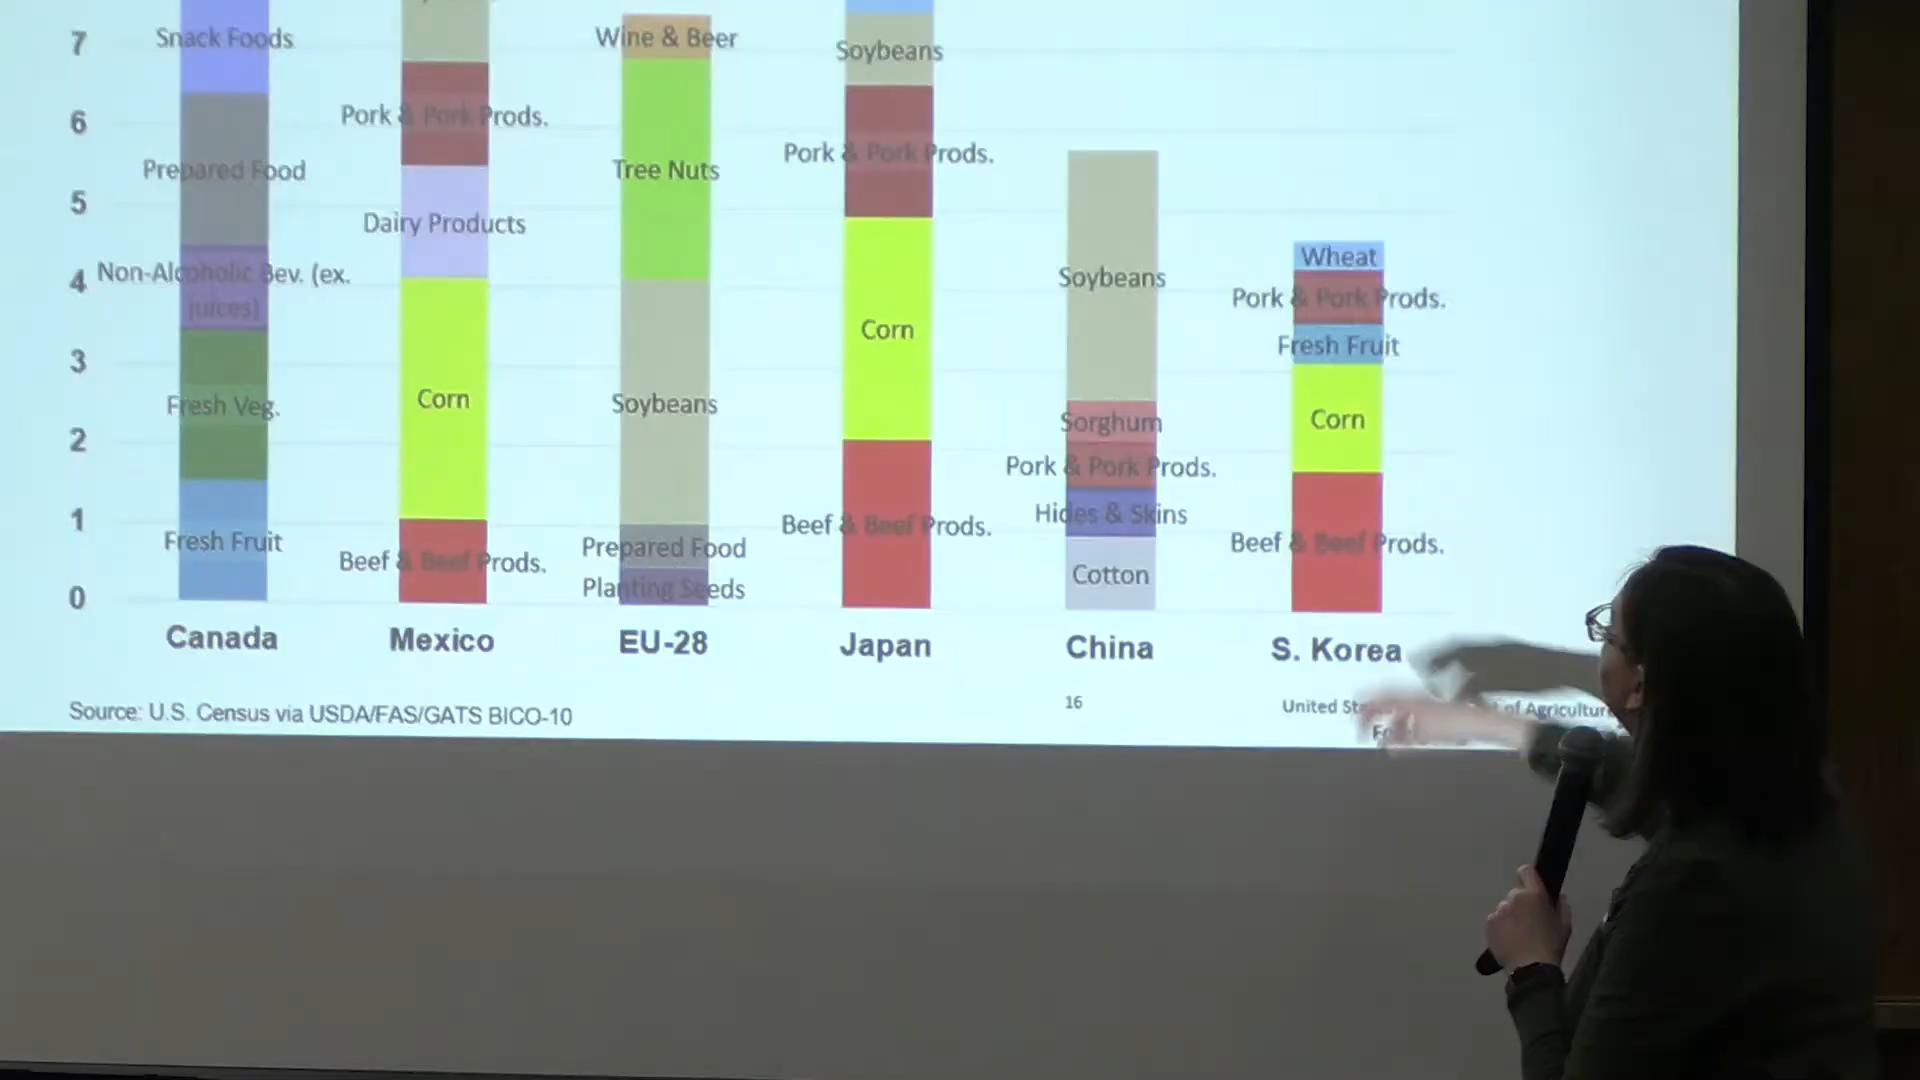 7
6
5
4
3
2
1
0
Snack Foods
Prepared Food
Non-Alcoholic Bev. (ex.
juices)
Fresh Veg.
Fresh Fruit
Pork & Pork Prods.
Dairy Products
Corn
Beef & Beef Prods.
Wine & Beer
Tree Nuts
Soybeans
Prepared Food
Planting Seeds
Soybeans
Pork & Pork Prods.
Corn
Beef & Beef Prods.
Soybeans
Sorghum
Pork & Pork Prods.
Hides & Skins
Cotton
Wheat
Pork & Pork Prods.
Fresh Fruit
Corn
Beef & Beef Prods.
Canada
Mexico
EU-28
Japan
China
S. Korea
Source: U.S. Census via USDA/FAS/GATS BICO-10
16
United of Agriculture